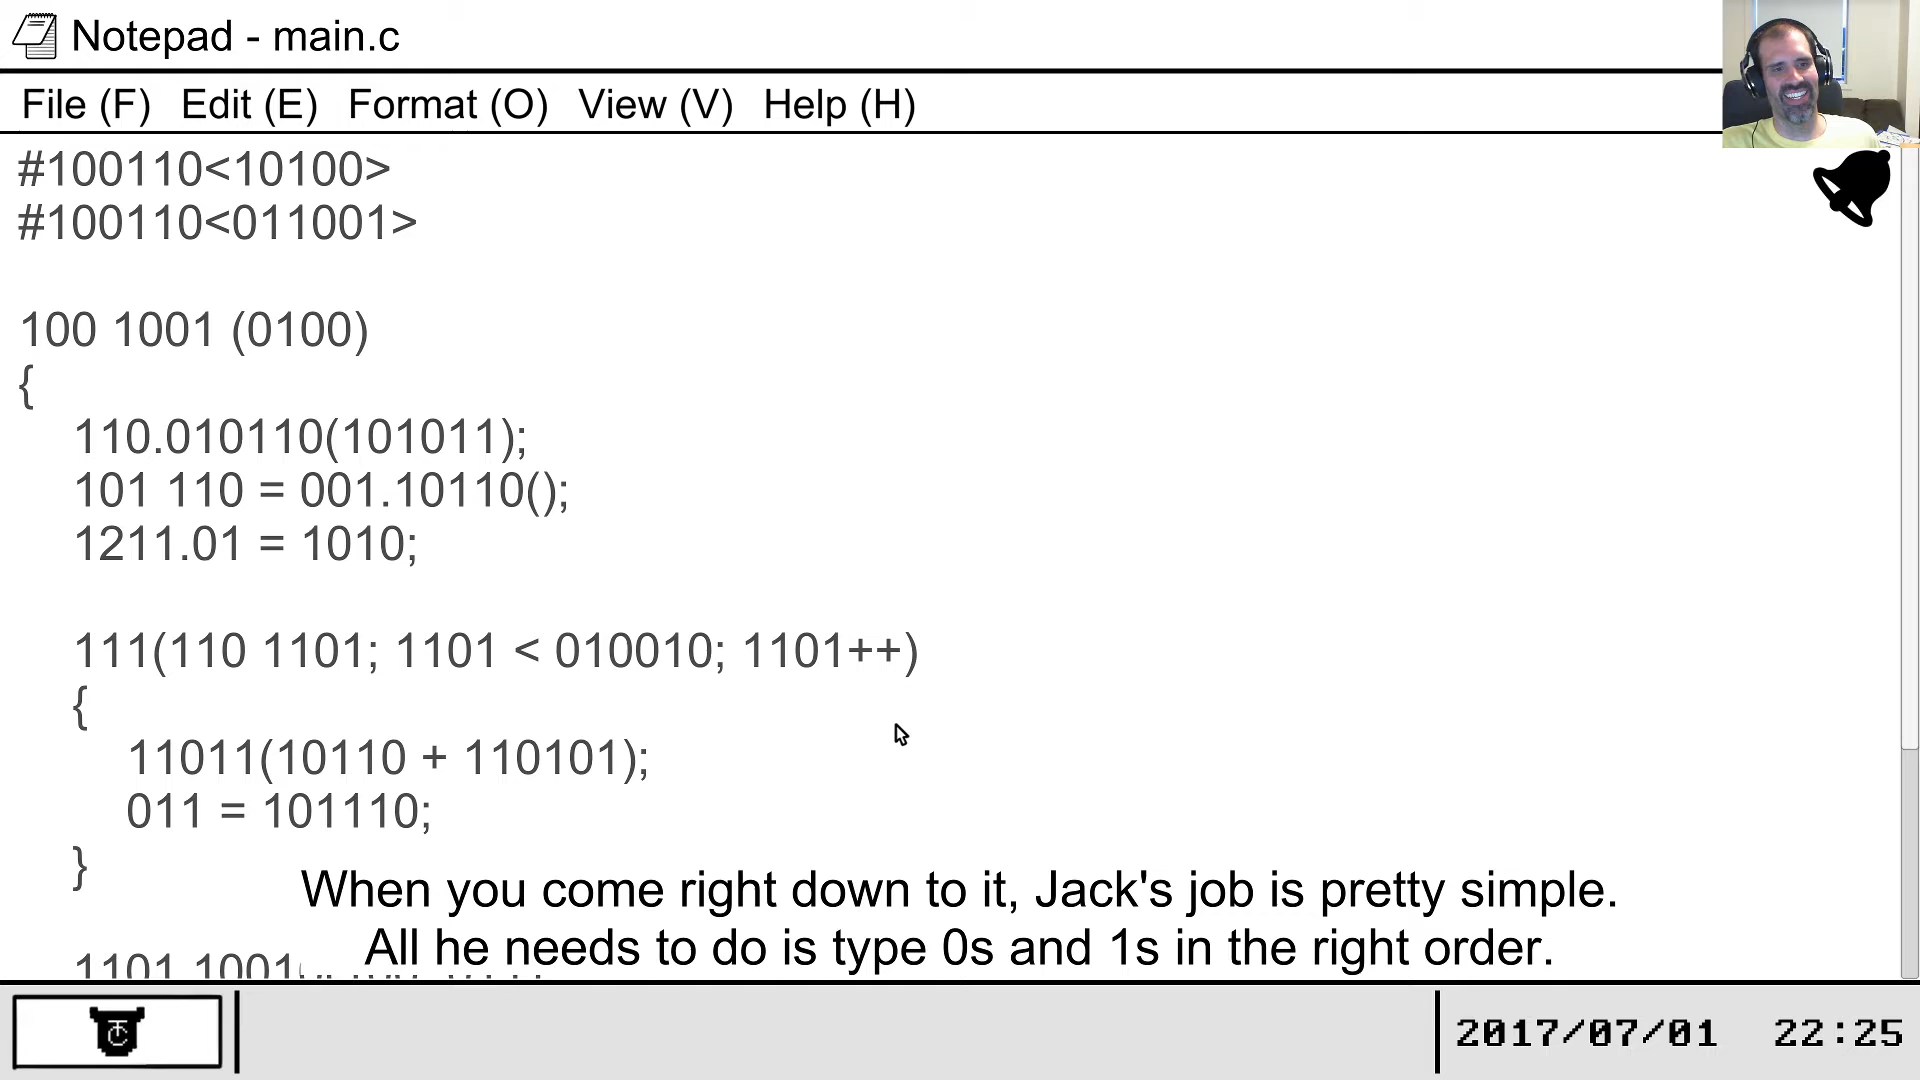 Notepad - main.c
File (F) Edit (E) Format (O) View (V) Help (H)
#100110<10100>
#100110<011001>
100 1001 (0100)
{
110.010110(101011);
101 110 = 001.10110();
1211.01 = 1010;
111(110 1101; 1101 < 010010; 1101++)
{
11011(10110 + 110101);
011 = 101110;
}
When you come right down to it, Jack's job is pretty simple.
All he needs to do is type 0s and 1s in the right order.
1101 1001
2017/07/01 22:25